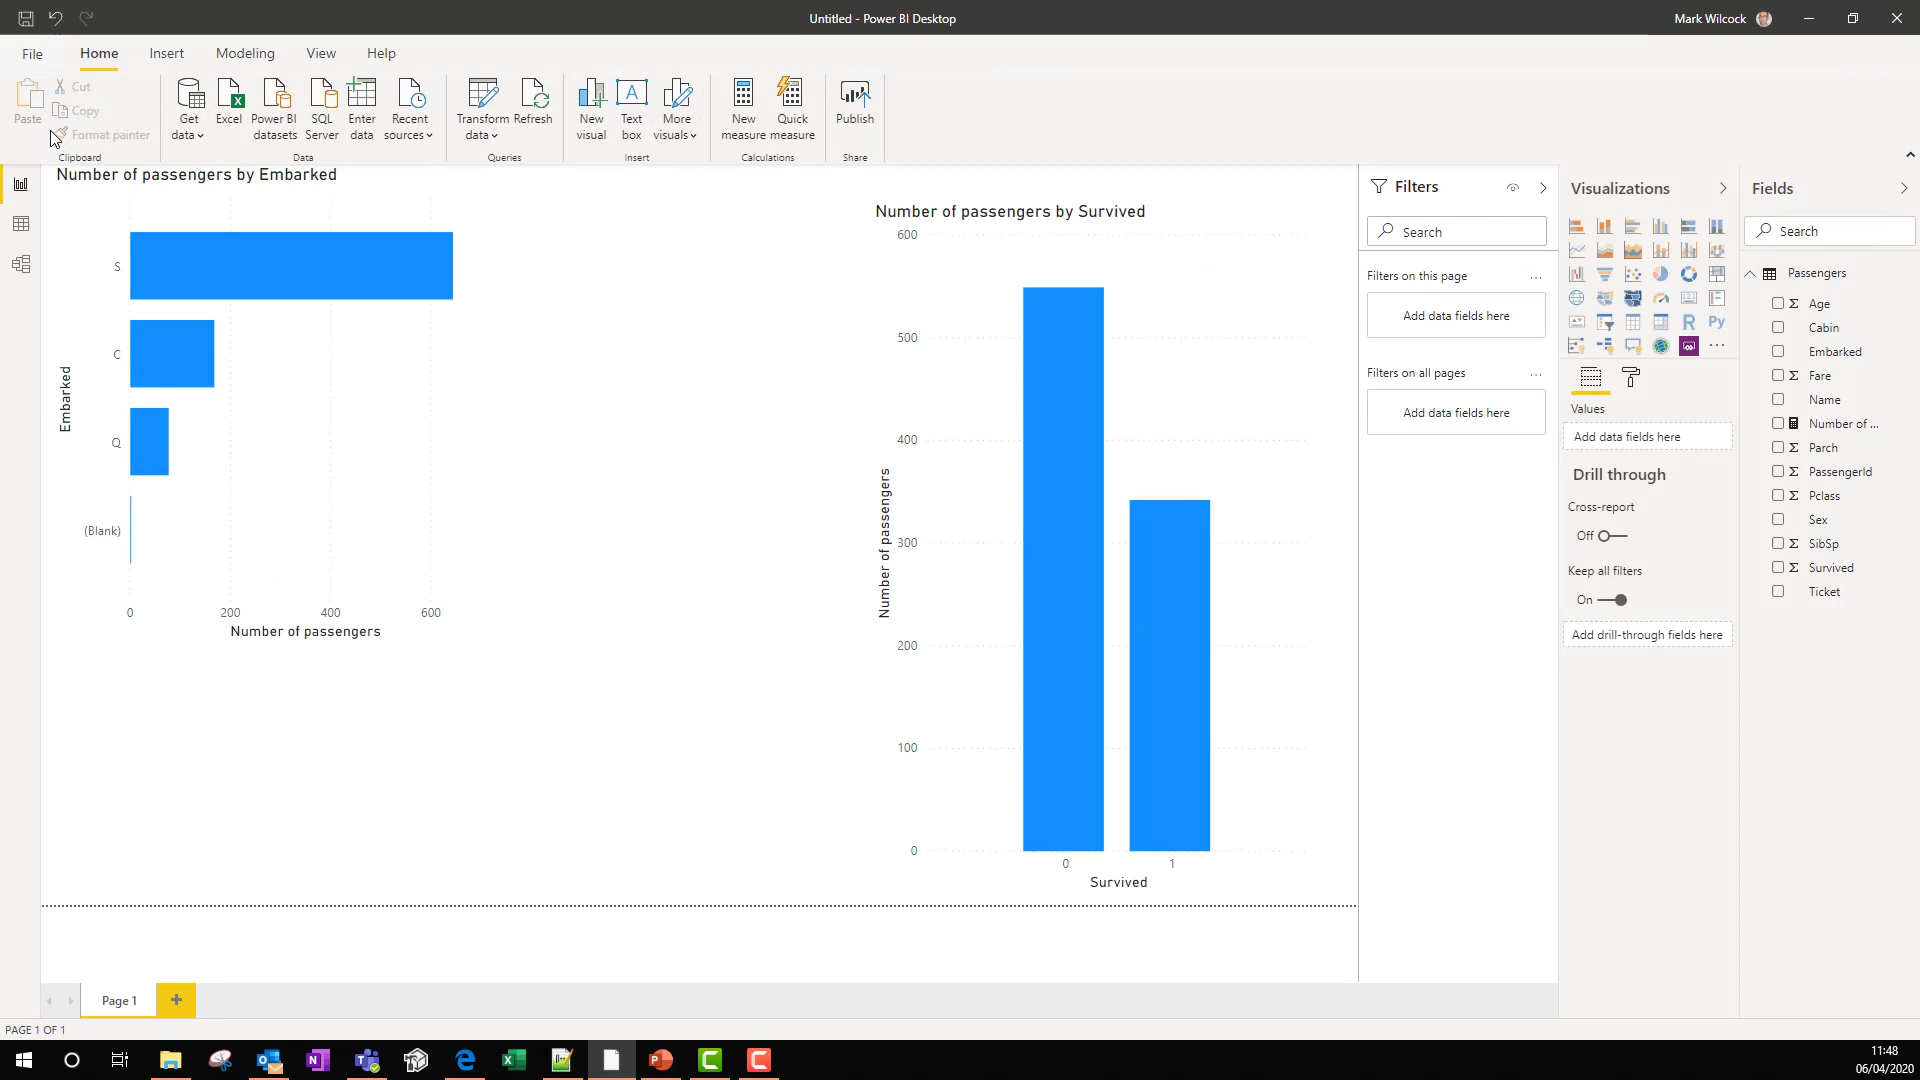 Untitled - Power BI Desktop
Mark Wilcock
File
Home
Insert
Modeling
View
Help
Paste
Cut
Copy
Format painter
Clipboard
Get data
Excel
Power BI datasets
SQL Server
Enter data
Recent sources
Data
Transform data
Refresh
Queries
New visual
Text box
More visuals
Insert
New measure
Quick measure
Calculations
Publish
Share
Number of passengers by Embarked
S
C
Q
(Blank)
Embarked
0
200
400
600
Number of passengers
Number of passengers by Survived
600
500
400
300
200
100
0
Number of passengers
0
1
Survived
Filters
Search
Filters on this page
Add data fields here
Filters on all pages
Add data fields here
Visualizations
R
Py
123
Values
Add data fields here
Drill through
Cross-report
Off
Keep all filters
On
Add drill-through fields here
Fields
Search
Passengers
Age
Cabin
Embarked
Fare
Name
Number of ...
Parch
PassengerId
Pclass
Sex
SibSp
Survived
Ticket
Page 1
PAGE 1 OF 1
11:48
06/04/2020